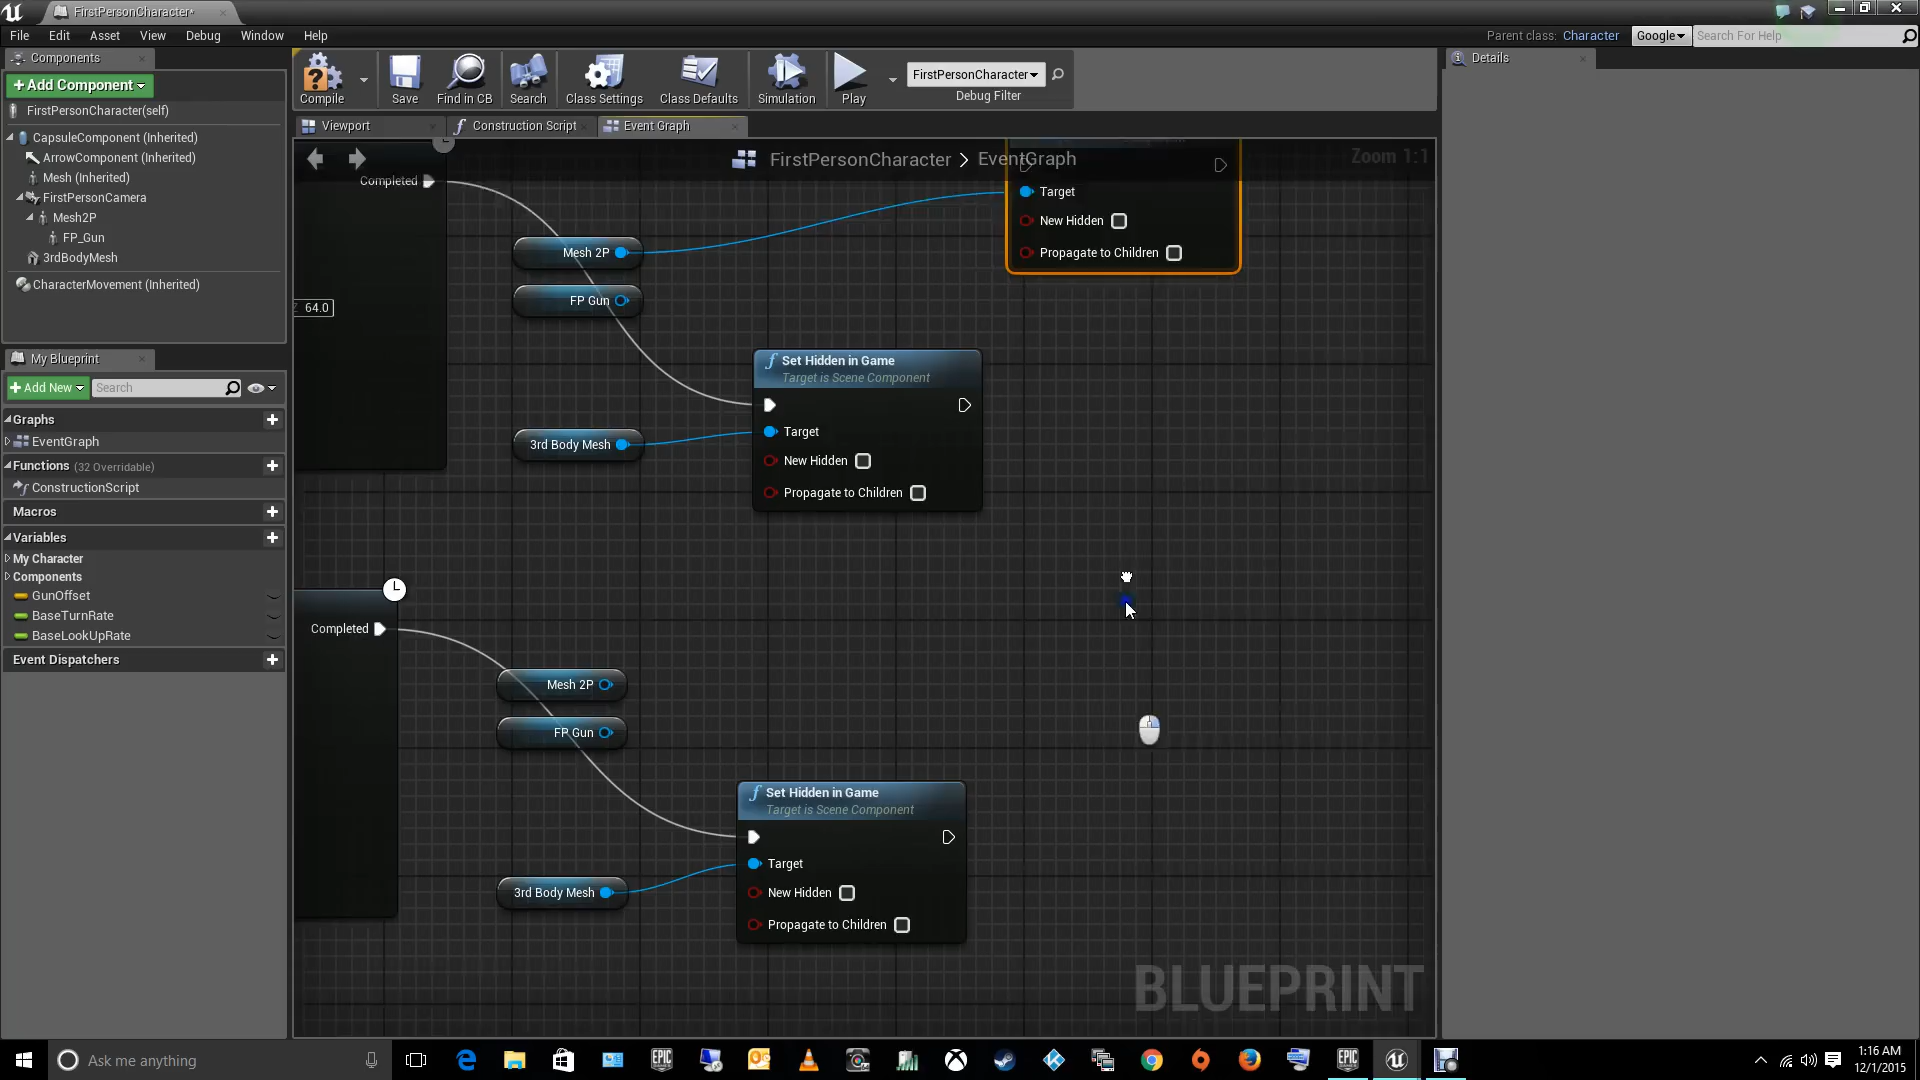 FirstPersonCharacter*
File Edit Asset View Debug Window Help
Parent class: Character Google Search For Help
Components
+Add Component
FirstPersonCharacter(self)
CapsuleComponent (Inherited)
ArrowComponent (Inherited)
Mesh (Inherited)
FirstPersonCamera
Mesh2P
FP_Gun
3rdBodyMesh
CharacterMovement (Inherited)
My Blueprint
+Add New Search
Graphs
EventGraph
Functions (32 Overridable)
ConstructionScript
Macros
Variables
My Character
Components
GunOffset
BaseTurnRate
BaseLookUpRate
Event Dispatchers
Compile Save Find in CB Search Class Settings Class Defaults Simulation Play
FirstPersonCharacter
Debug Filter
Viewport Construction Script Event Graph
FirstPersonCharacter > EventGraph
Zoom 1:1
Completed
Target
New Hidden
Propagate to Children
Mesh 2P
FP Gun
64.0
Set Hidden in Game
Target is Scene Component
Target
New Hidden
Propagate to Children
3rd Body Mesh
Completed
Mesh 2P
FP Gun
Set Hidden in Game
Target is Scene Component
Target
New Hidden
Propagate to Children
3rd Body Mesh
BLUEPRINT
Details
Ask me anything
EPIC
EPIC
1:16 AM
12/1/2015